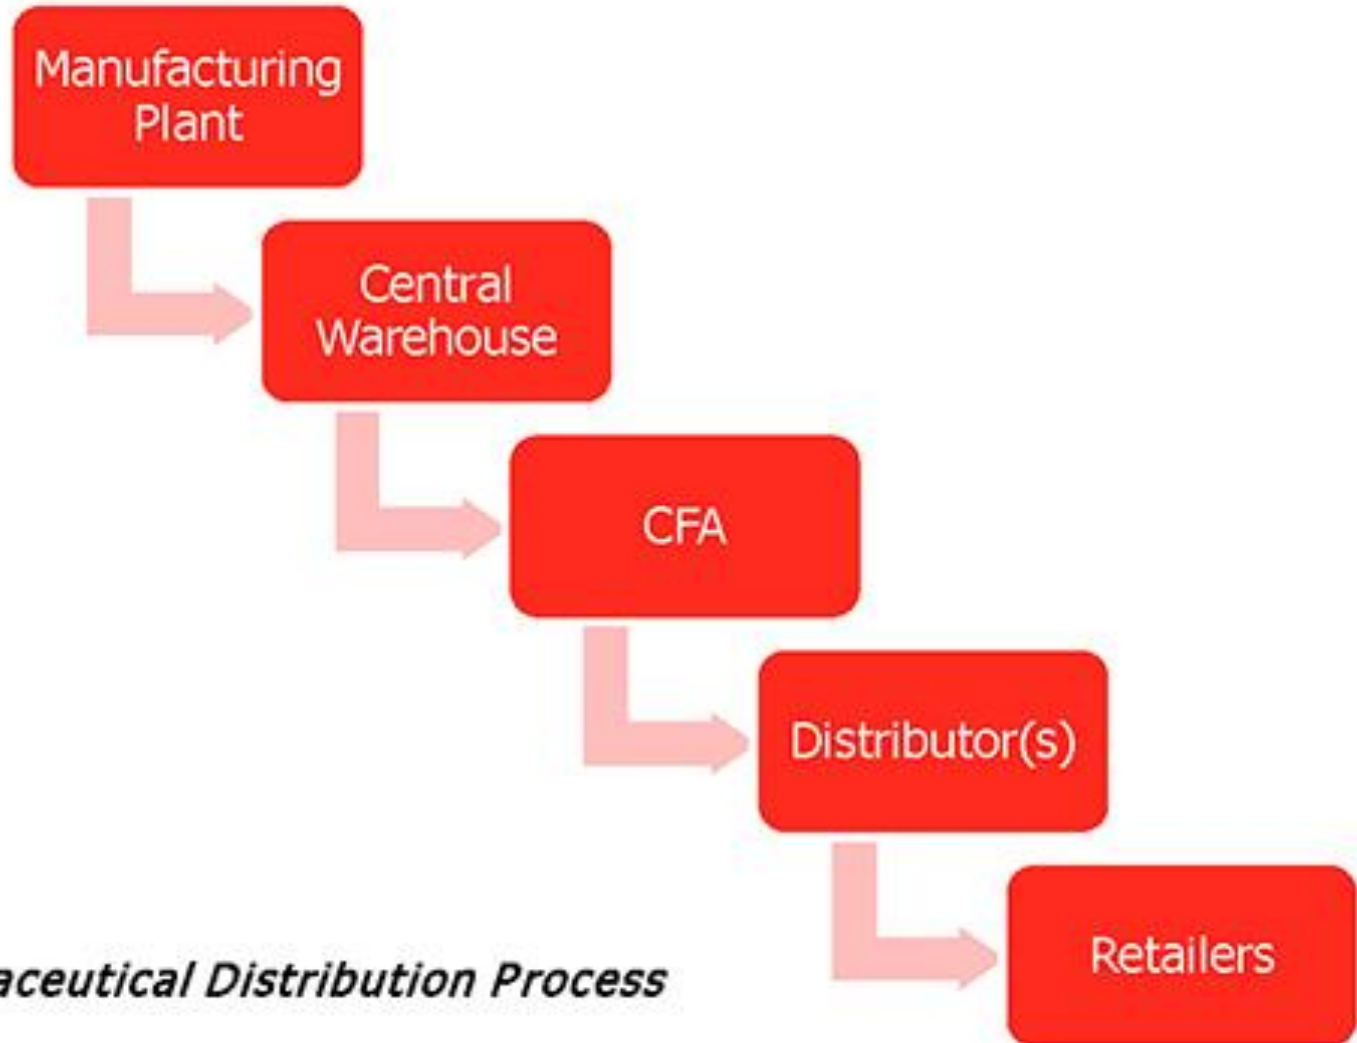 Manufacturing
Plant
Central
Warehouse
CFA
Distributor(s)
Retailers
aceutical Distribution Process